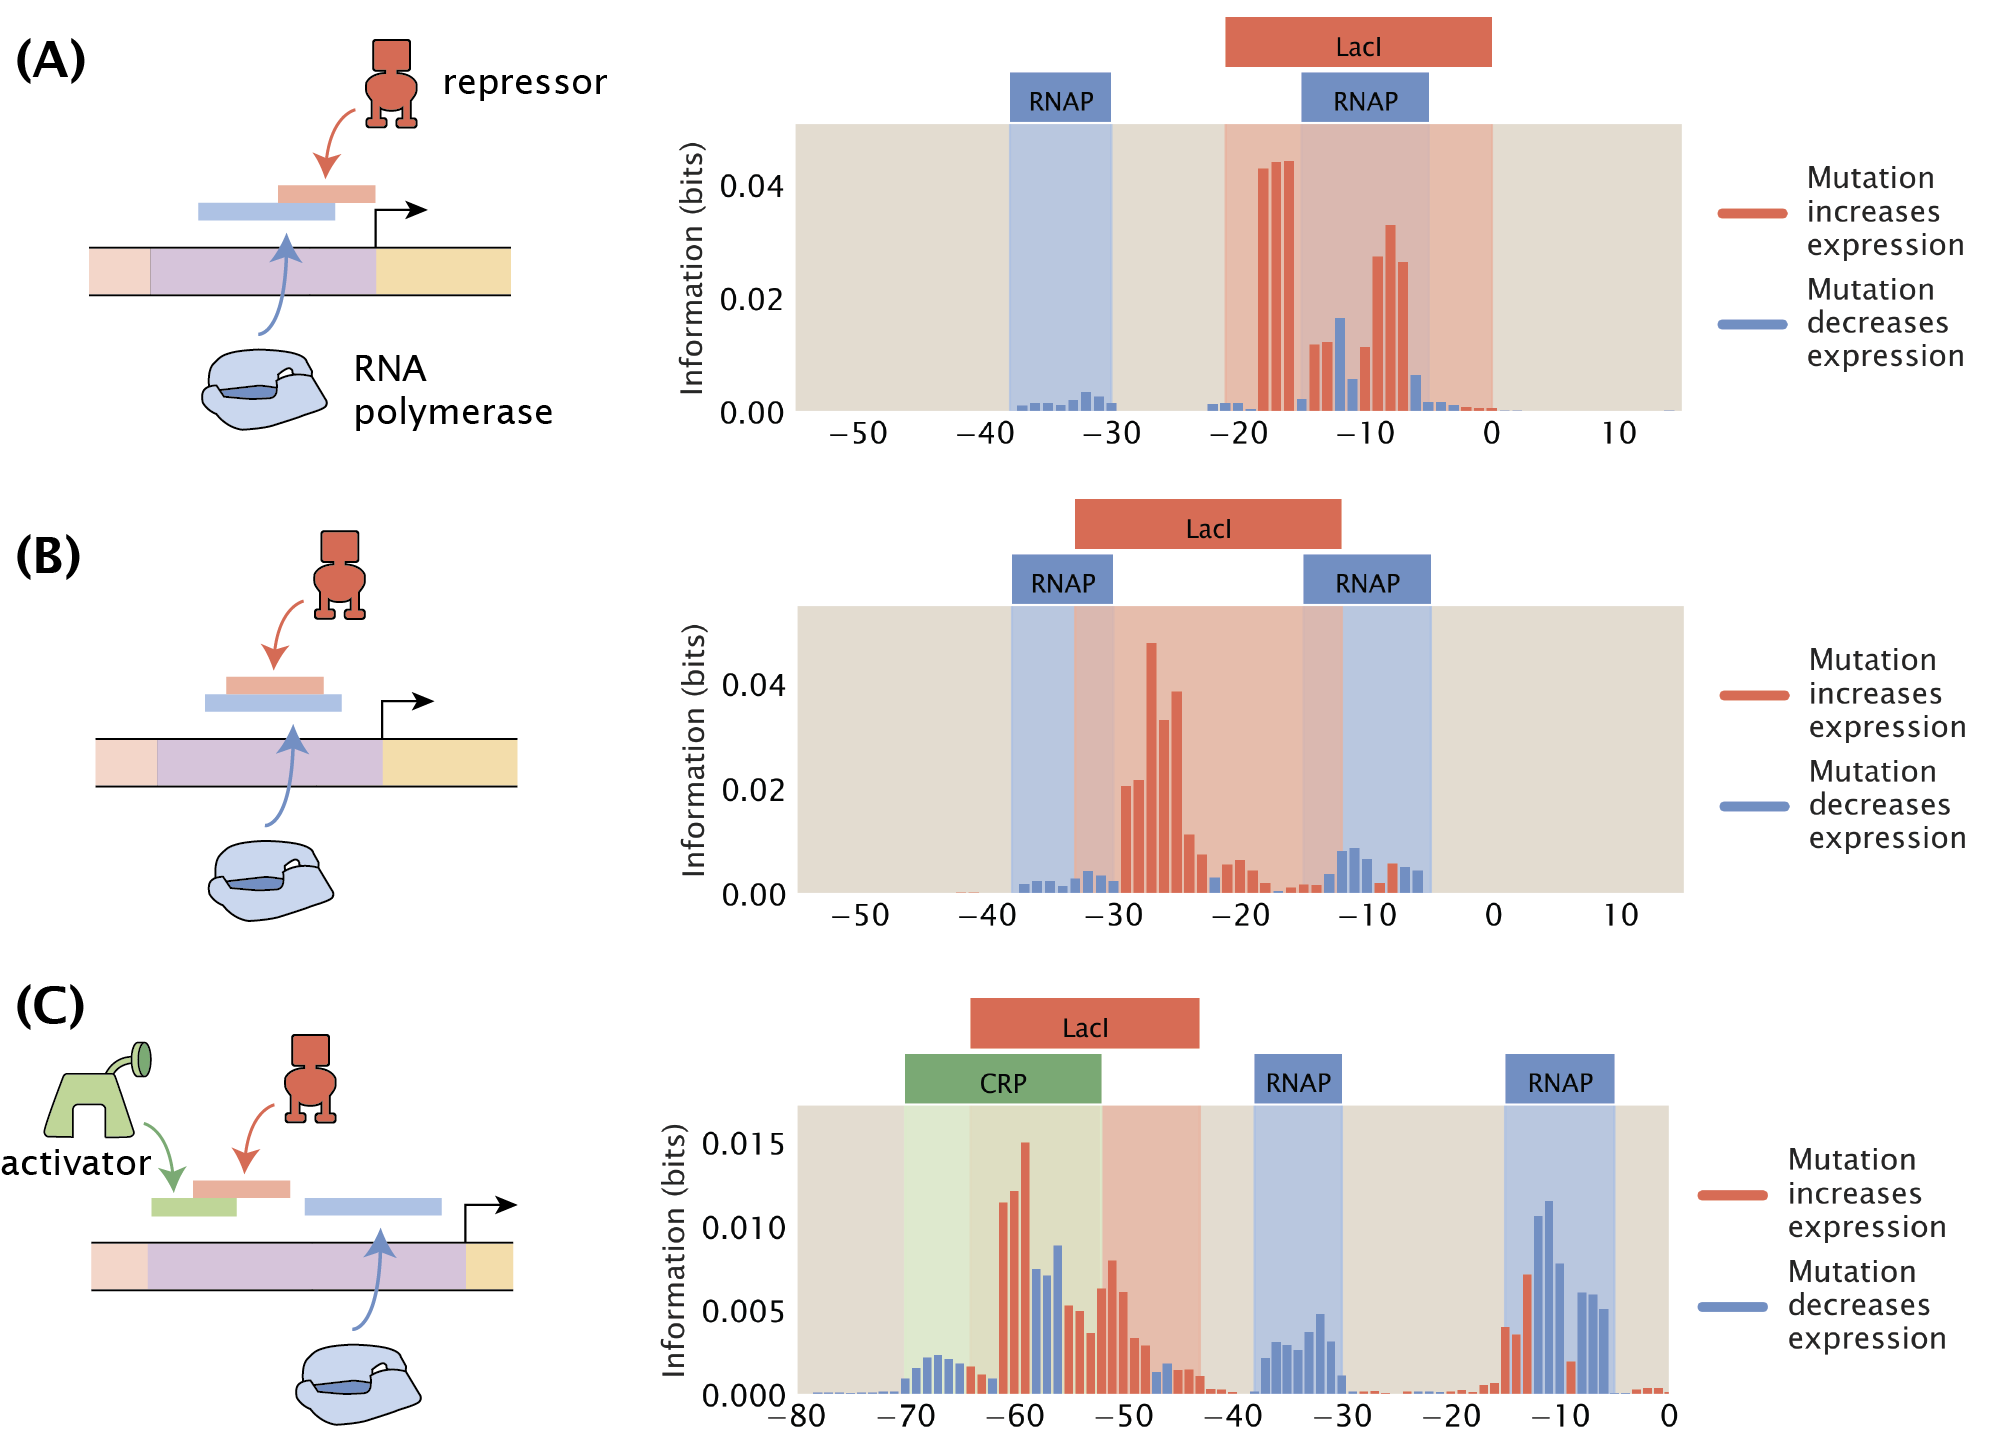 (A)
repressor
RNA
polymerase
LacI
RNAP RNAP
Information (bits)
0.04
0.02
0.00
−50 −40 −30 −20 −10 0 10
Mutation
increases
expression
Mutation
decreases
expression
(B)
LacI
RNAP RNAP
Information (bits)
0.04
0.02
0.00
−50 −40 −30 −20 −10 0 10
Mutation
increases
expression
Mutation
decreases
expression
(C)
activator
LacI
CRP RNAP RNAP
Information (bits)
0.015
0.010
0.005
0.000
−80 −70 −60 −50 −40 −30 −20 −10 0
Mutation
increases
expression
Mutation
decreases
expression